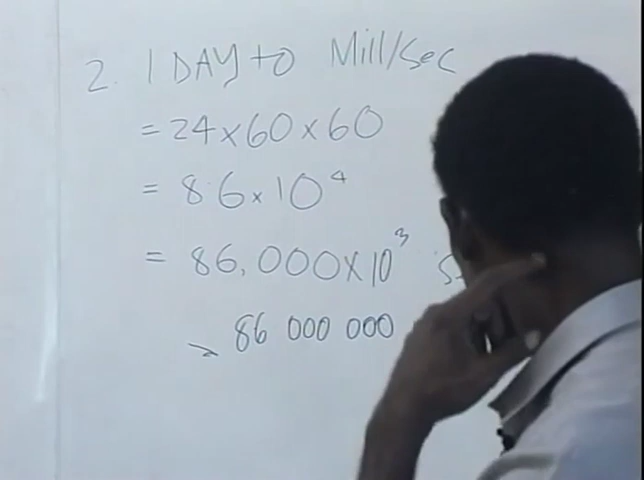 2. 1 DAY to Mill/sec
= 24 x 60 x 60
= 8.6 x 10⁴
= 86,000 x 10³
86 000 000